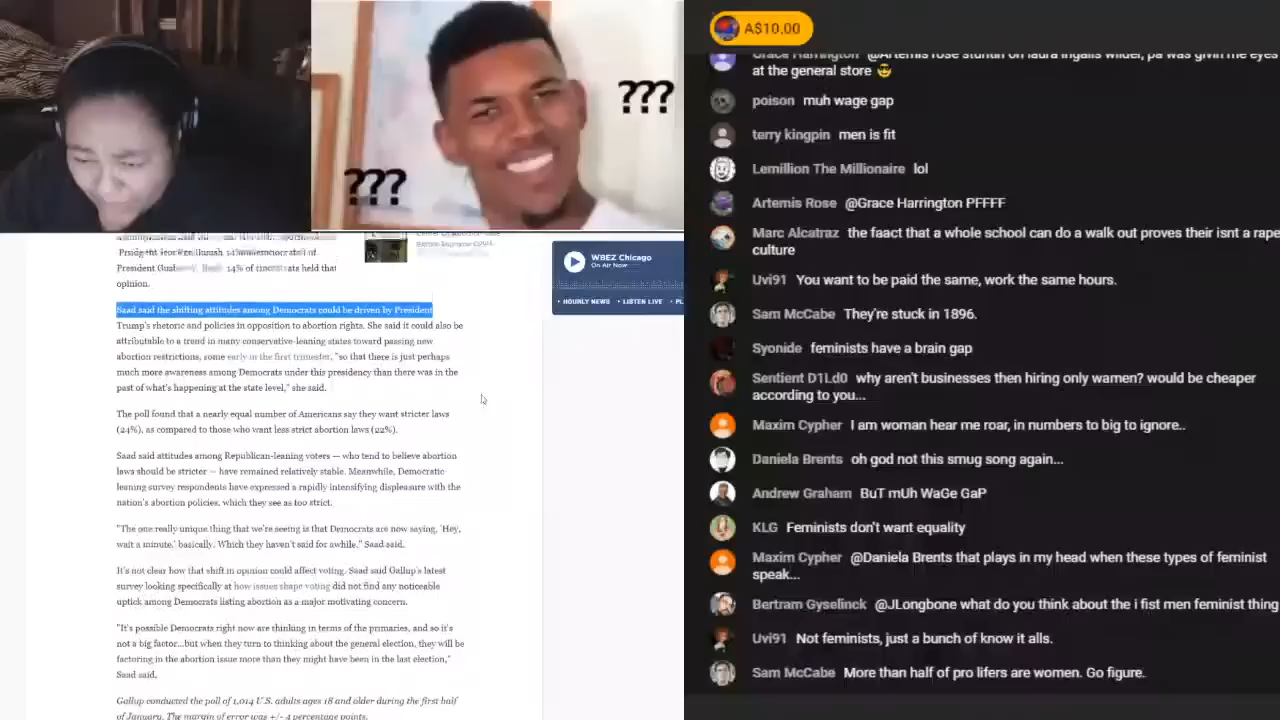 ???
???
President
14% of
opinion.
Saad said the shifting attitudes among Democrats could be driven by President
Trump's rhetoric and policies in opposition to abortion rights. She said it could also be
attributable to a trend in many conservative-leaning states toward passing new
abortion restrictions, some early in the first trimester, "so that there is just perhaps
much more awareness among Democrats under this presidency than there was in the
past of what's happening at the state level," she said.
The poll found that a nearly equal number of Americans say they want stricter laws
(24%), as compared to those who want less strict abortion laws (22%).
Saad said attitudes among Republican-leaning voters — who tend to believe abortion
laws should be stricter — have remained relatively stable. Meanwhile, Democratic
leaning survey respondents have expressed a rapidly intensifying displeasure with the
nation's abortion policies, which they see as too strict.
"The one really unique thing that we're seeing is that Democrats are now saying, 'Hey,
wait a minute,' basically. Which they haven't said for awhile," Saad said.
It's not clear how that shift in opinion could affect voting. Saad said Gallup's latest
survey looking specifically at how issues shape voting did not find any noticeable
uptick among Democrats listing abortion as a major motivating concern.
"It's possible Democrats right now are thinking in terms of the primaries, and so it's
not a big factor...but when they turn to thinking about the general election, they will be
factoring in the abortion issue more than they might have been in the last election,"
Saad said.
Gallup conducted the poll of 1,014 U.S. adults ages 18 and older during the first half
of January. The margin of error was +/- 4 percentage points.
WBEZ Chicago
On Air Now
• HOURLY NEWS • LISTEN LIVE • PL
A$10.00
Grace Harrington @Artemis rose stuntin on laura ingalls wilder, pa was givin me eyes
at the general store
poison muh wage gap
terry kingpin men is fit
Lemillion The Millionaire lol
Artemis Rose @Grace Harrington PFFFF
Marc Alcatraz the faact that a whole school can do a walk out proves their isnt a rape
culture
Uvi91 You want to be paid the same, work the same hours.
Sam McCabe They're stuck in 1896.
Syonide feminists have a brain gap
Sentient D1Ld0 why aren't businesses then hiring only wamen? would be cheaper
according to you...
Maxim Cypher I am woman hear me roar, in numbers to big to ignore..
Daniela Brents oh god not this smug song again...
Andrew Graham BuT mUh WaGe GaP
KLG Feminists don't want equality
Maxim Cypher @Daniela Brents that plays in my head when these types of feminist
speak...
Bertram Gyselinck @JLongbone what do you think about the i fist men feminist thing
Uvi91 Not feminists, just a bunch of know it alls.
Sam McCabe More than half of pro lifers are women. Go figure.